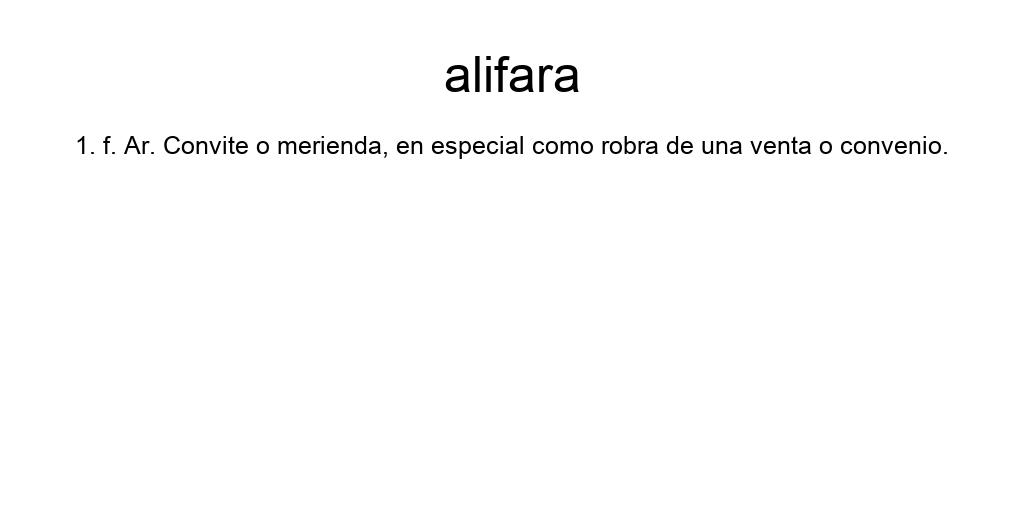 alifara
1. f. Ar. Convite o merienda, en especial como robra de una venta o convenio.